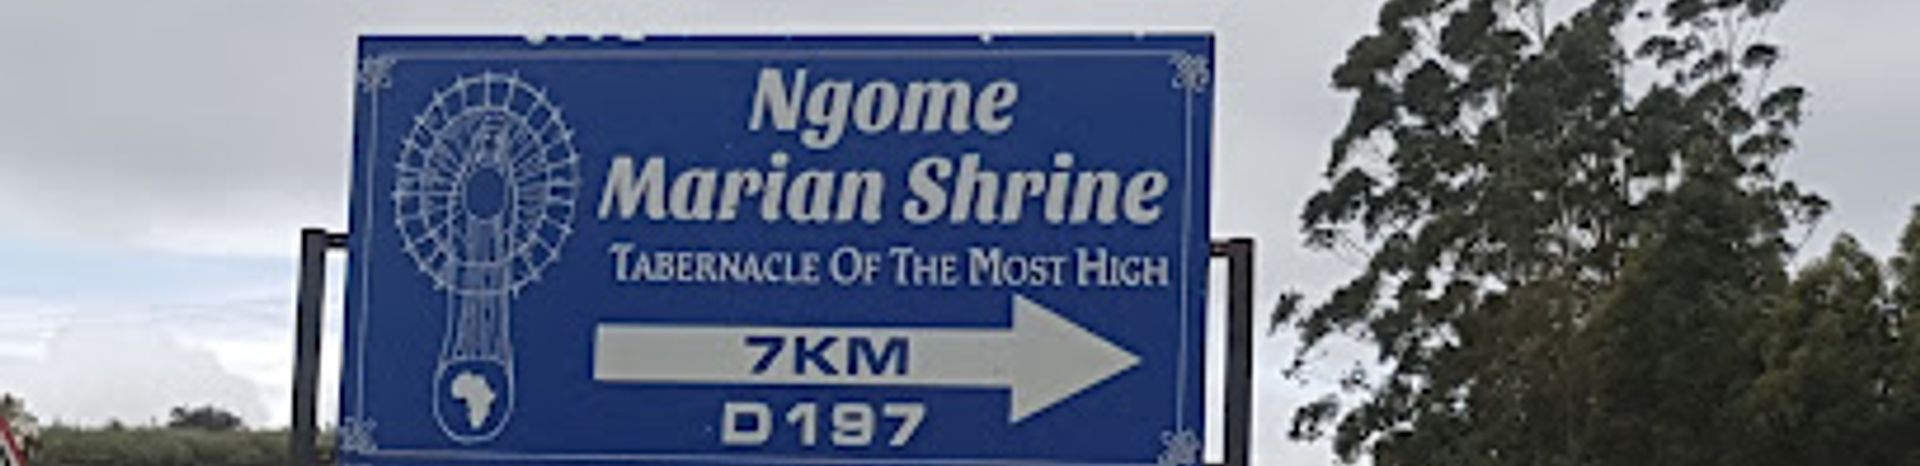 Ngome
Marian Shrine
TABERNACLE OF THE MOST HIGH
7KM
D197